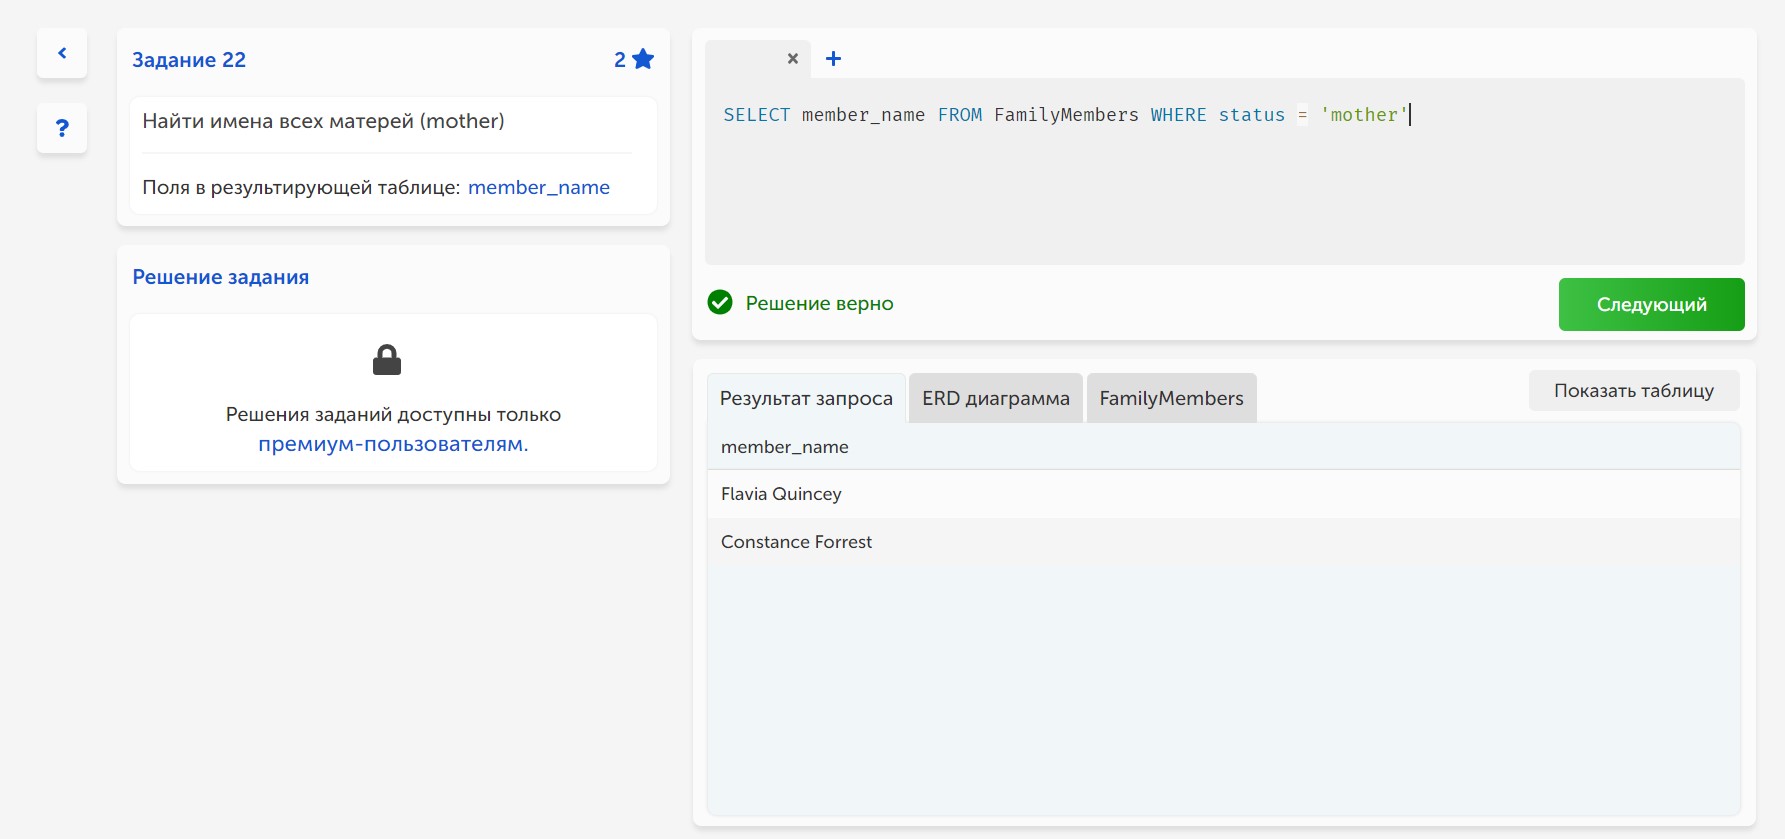 Задание 22
2
Найти имена всех матерей (mother)
Поля в результирующей таблице: member_name
Решение задания
Решения заданий доступны только
премиум-пользователям.
SELECT member_name FROM FamilyMembers WHERE status = 'mother'
Решение верно
Следующий
Результат запроса
ERD диаграмма
FamilyMembers
Показать таблицу
member_name
Flavia Quincey
Constance Forrest